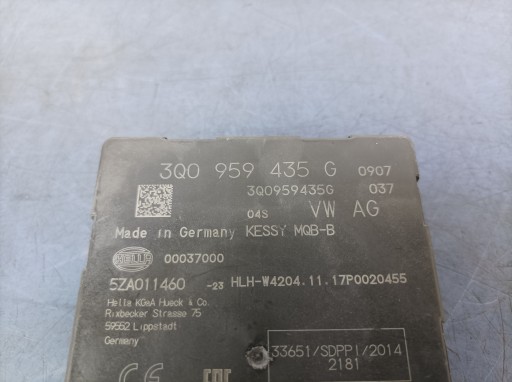 3Q0 959 435 G 0907
3Q0959435G 037
04S VW AG
Made in Germany KESSY MQB-B
HELLA 00037000
5ZA011460 -23 HLH-W4204.11.17P0020455
Hella KGaA Hueck & Co.
Rixbecker Strasse 75
59552 Lippstadt
Germany
33651/SDPPI/2014
2181
CE EAC